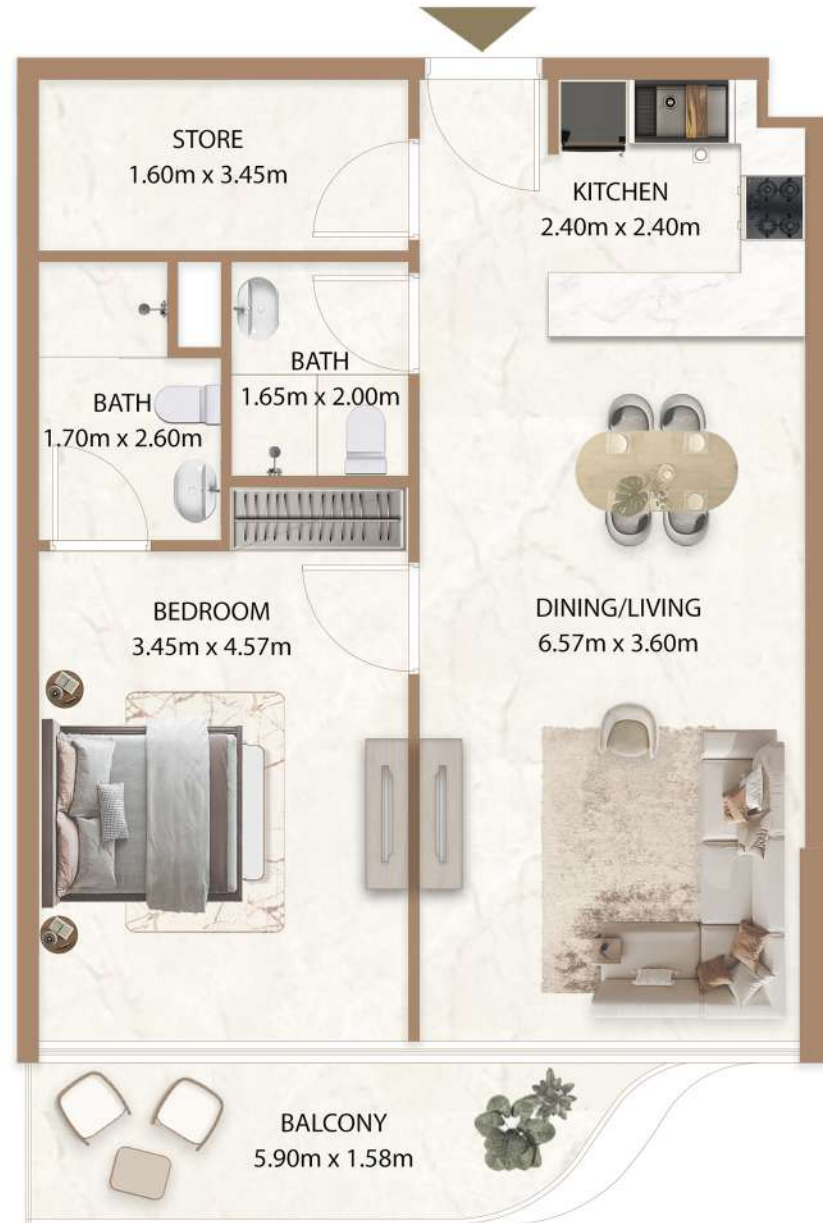 STORE
1.60m x 3.45m
KITCHEN
2.40m x 2.40m
BATH
1.65m x 2.00m
BATH
1.70m x 2.60m
BEDROOM
3.45m x 4.57m
DINING/LIVING
6.57m x 3.60m
BALCONY
5.90m x 1.58m